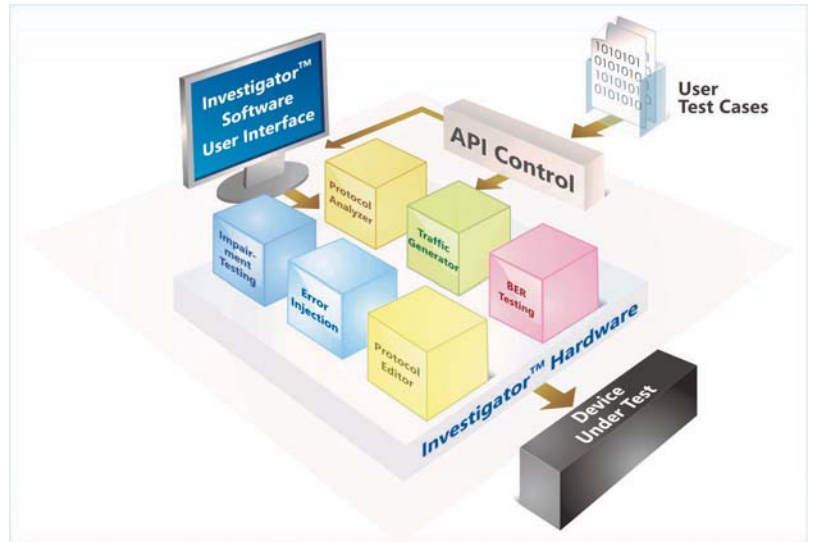 Investigator™
Software
User Interface
1010101
0101010
1010101
0101010
User
Test Cases
API Control
Protocol
Analyzer
Traffic
Generator
Impair-
ment
Testing
Error
Injection
BER
Testing
Protocol
Editor
Investigator™ Hardware
Device
Under Test